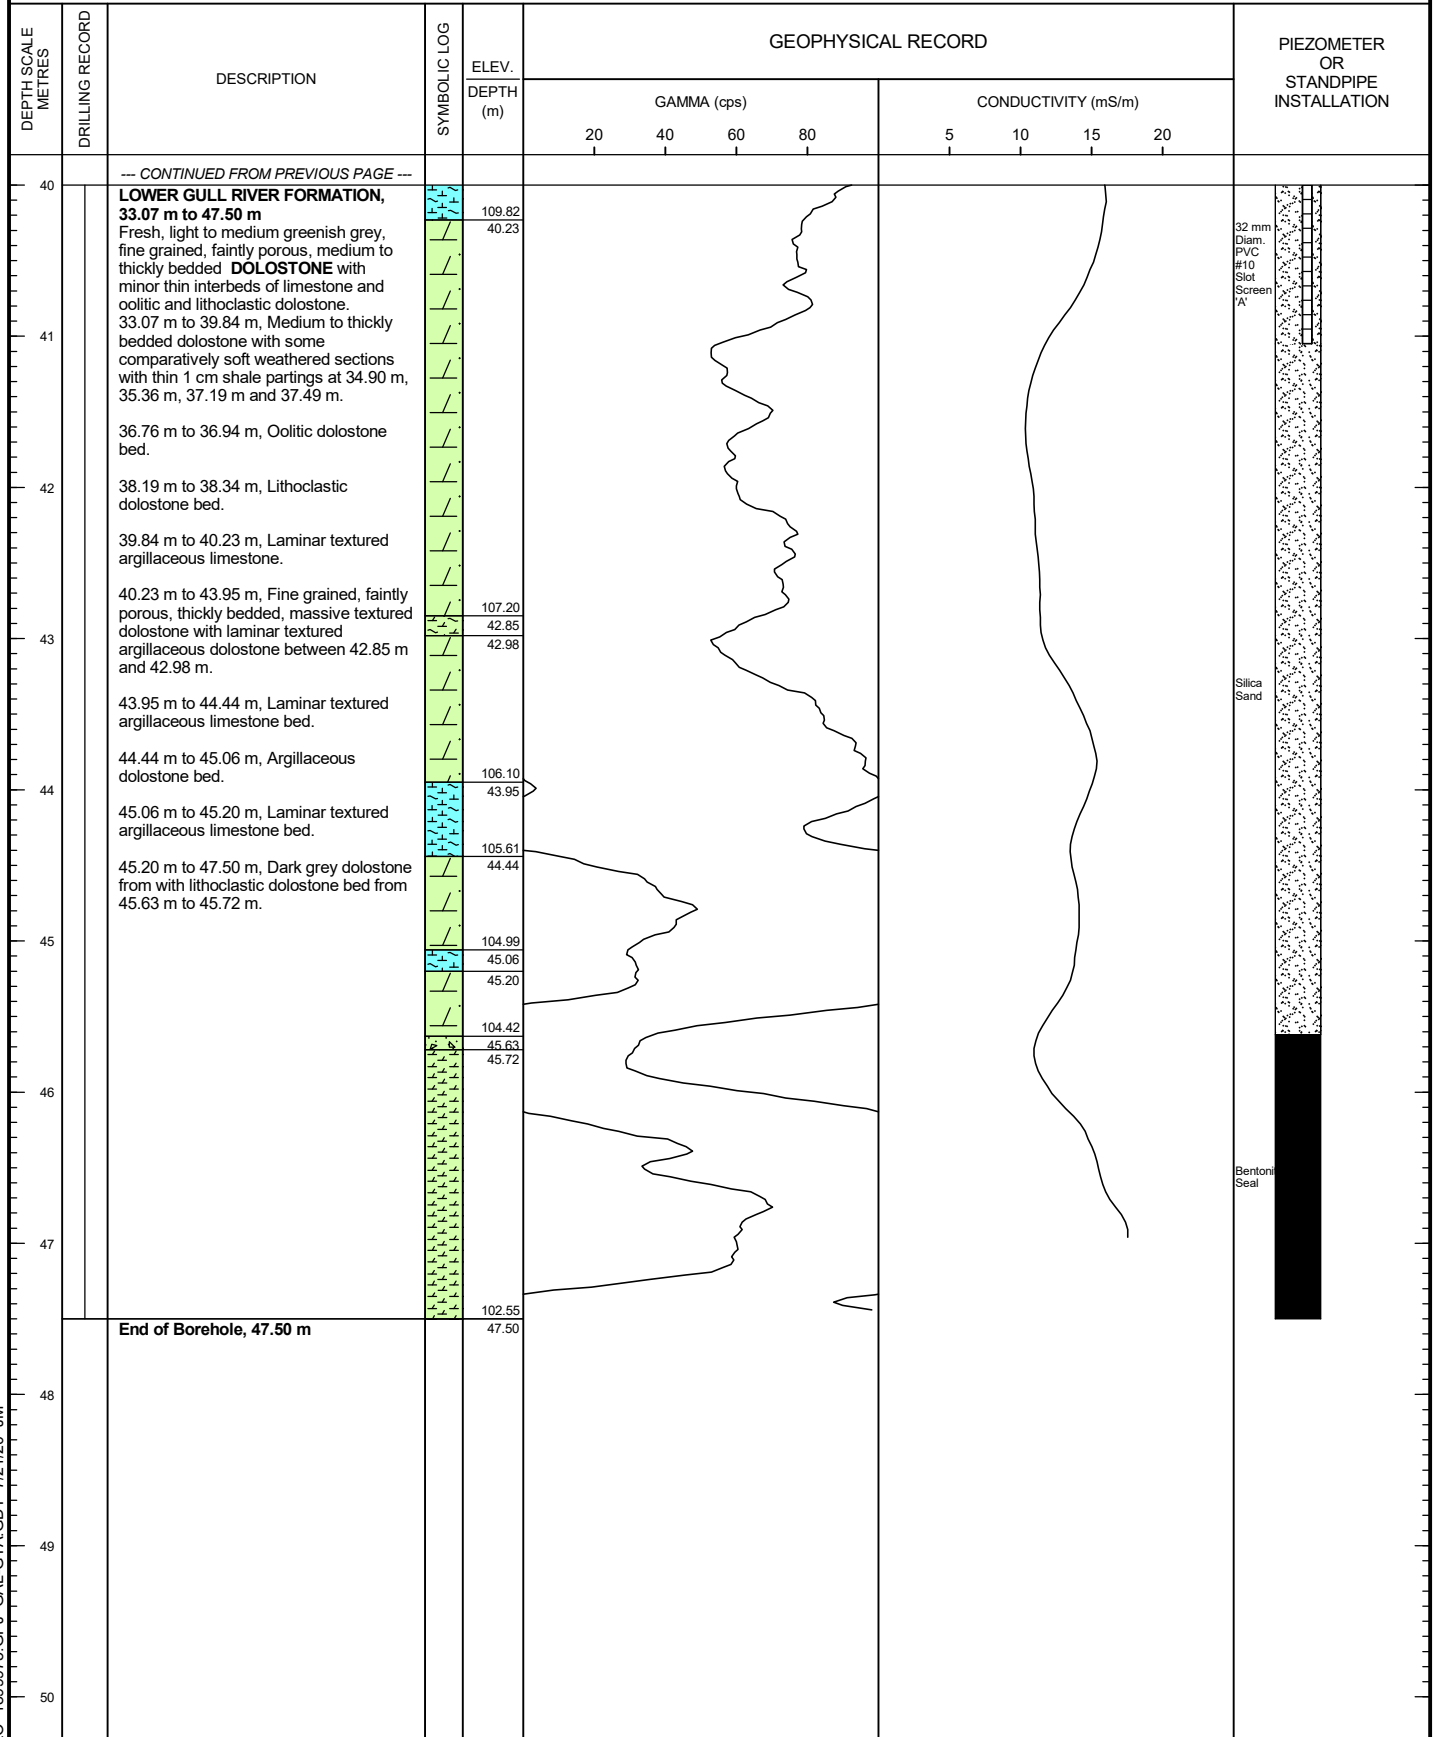 DEPTH SCALE
METRES
DRILLING RECORD
DESCRIPTION
SYMBOLIC LOG
ELEV.
DEPTH
(m)
GEOPHYSICAL RECORD
GAMMA (cps)
20 40 60 80
CONDUCTIVITY (mS/m)
5 10 15 20
PIEZOMETER
OR
STANDPIPE
INSTALLATION
--- CONTINUED FROM PREVIOUS PAGE ---
LOWER GULL RIVER FORMATION,
33.07 m to 47.50 m
Fresh, light to medium greenish grey,
fine grained, faintly porous, medium to
thickly bedded DOLOSTONE with
minor thin interbeds of limestone and
oolitic and lithoclastic dolostone.
33.07 m to 39.84 m, Medium to thickly
bedded dolostone with some
comparatively soft weathered sections
with thin 1 cm shale partings at 34.90 m,
35.36 m, 37.19 m and 37.49 m.
36.76 m to 36.94 m, Oolitic dolostone
bed.
38.19 m to 38.34 m, Lithoclastic
dolostone bed.
39.84 m to 40.23 m, Laminar textured
argillaceous limestone.
40.23 m to 43.95 m, Fine grained, faintly
porous, thickly bedded, massive textured
dolostone with laminar textured
argillaceous dolostone between 42.85 m
and 42.98 m.
43.95 m to 44.44 m, Laminar textured
argillaceous limestone bed.
44.44 m to 45.06 m, Argillaceous
dolostone bed.
45.06 m to 45.20 m, Laminar textured
argillaceous limestone bed.
45.20 m to 47.50 m, Dark grey dolostone
from with lithoclastic dolostone bed from
45.63 m to 45.72 m.
End of Borehole, 47.50 m
40
41
42
43
44
45
46
47
48
49
50
109.82
40.23
107.20
42.85
42.98
106.10
43.95
105.61
44.44
104.99
45.06
45.20
104.42
45.63
45.72
102.55
47.50
32 mm
Diam.
PVC
#10
Slot
Screen
'A'
Silica
Sand
Bentoni
Seal